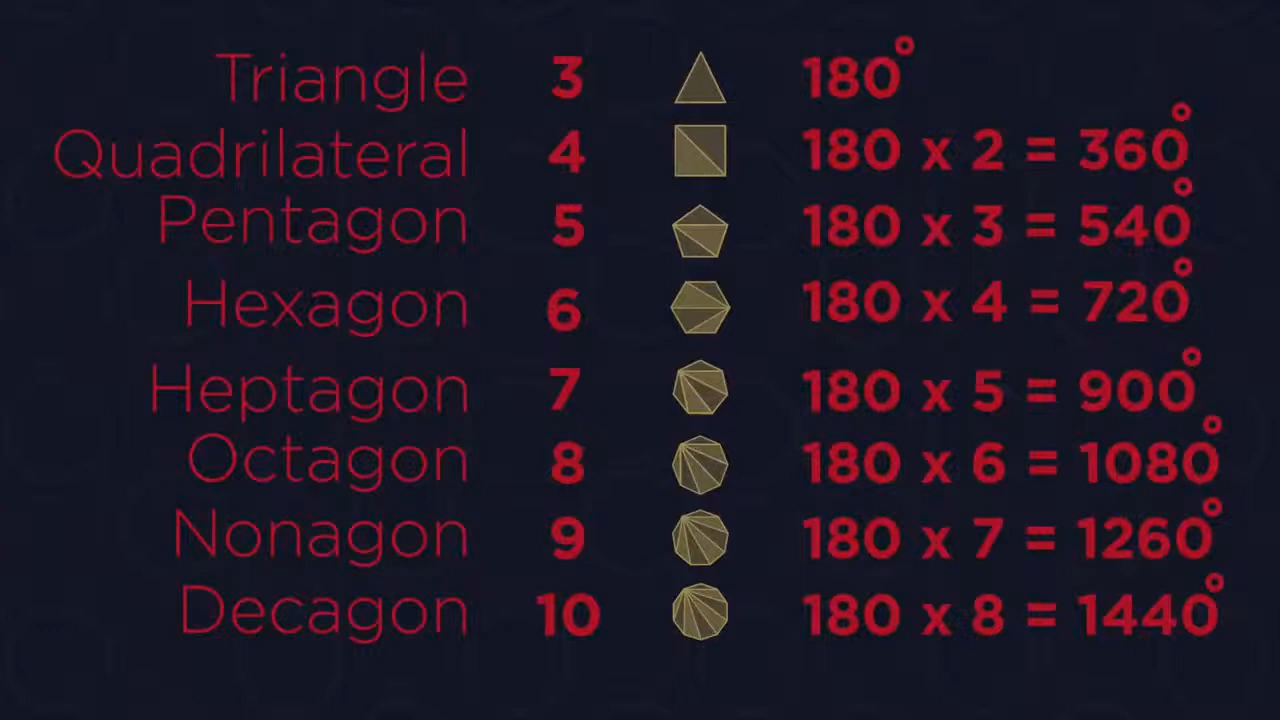 Triangle 3 180°
Quadrilateral 4 180 x 2 = 360°
Pentagon 5 180 x 3 = 540°
Hexagon 6 180 x 4 = 720°
Heptagon 7 180 x 5 = 900°
Octagon 8 180 x 6 = 1080°
Nonagon 9 180 x 7 = 1260°
Decagon 10 180 x 8 = 1440°